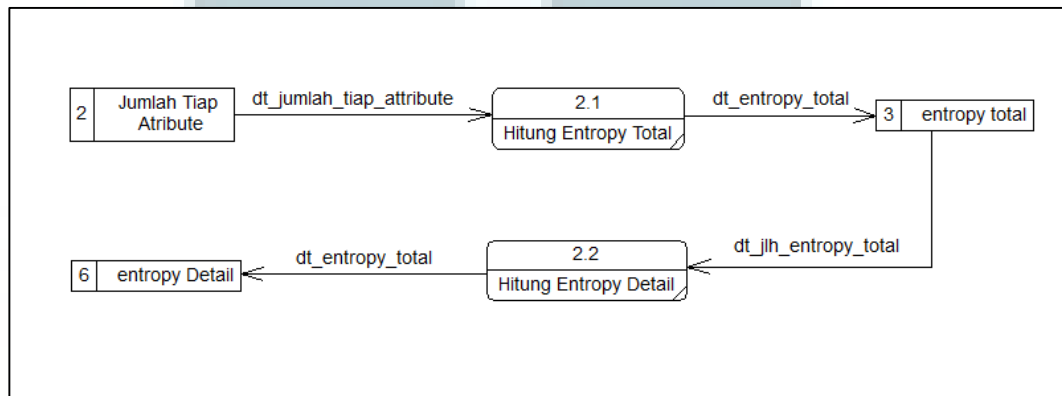 2
Jumlah Tiap
Atribute
dt_jumlah_tiap_attribute
2.1
Hitung Entropy Total
dt_entropy_total
3
entropy total
dt_jlh_entropy_total
2.2
Hitung Entropy Detail
dt_entropy_total
6
entropy Detail